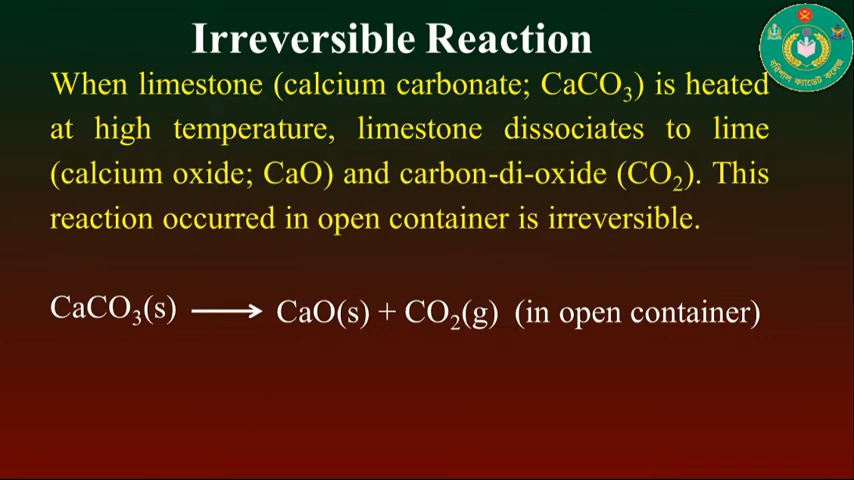 Irreversible Reaction
When limestone (calcium carbonate; CaCO₃) is heated
at high temperature, limestone dissociates to lime
(calcium oxide; CaO) and carbon-di-oxide (CO₂). This
reaction occurred in open container is irreversible.
CaCO₃(s) ⟶ CaO(s) + CO₂(g) (in open container)